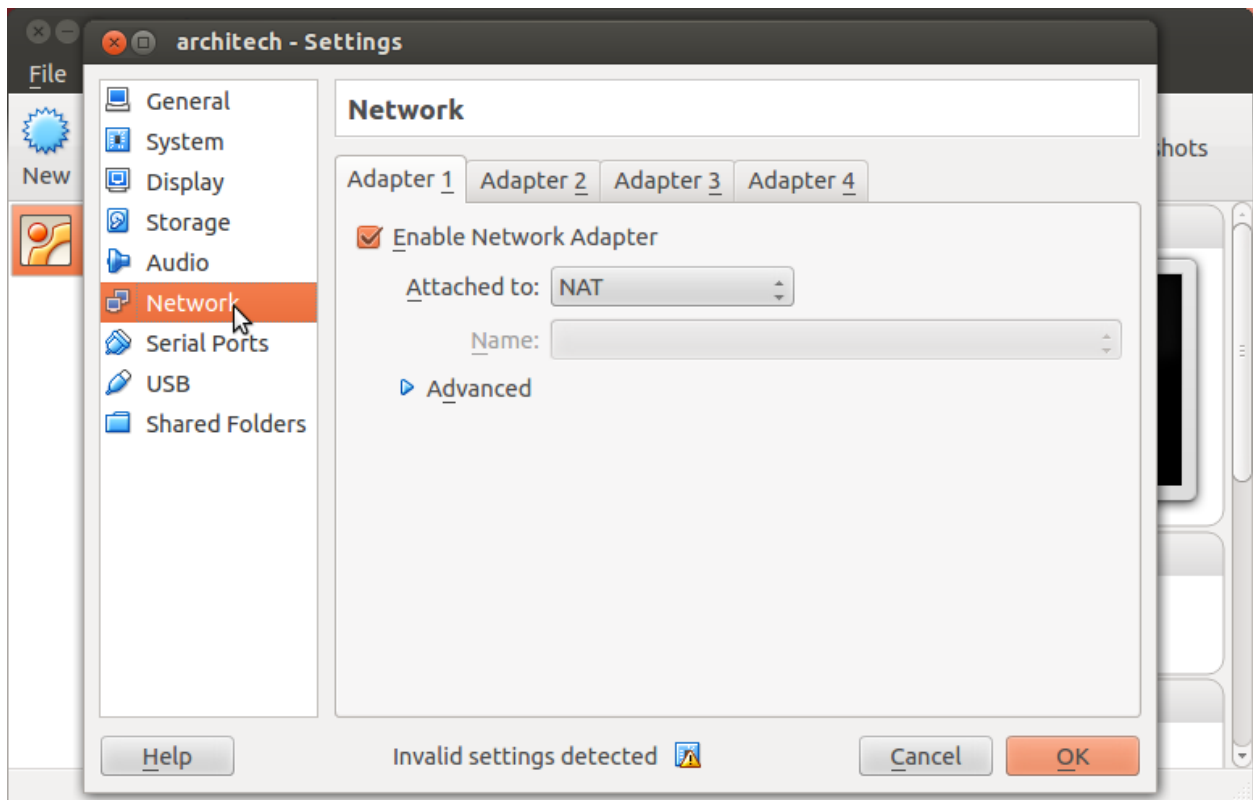 architech - Settings
File
New
shots
General
System
Display
Storage
Audio
Network
Serial Ports
USB
Shared Folders
Network
Adapter 1 Adapter 2 Adapter 3 Adapter 4
Enable Network Adapter
Attached to: NAT
Name:
Advanced
Help Invalid settings detected Cancel OK